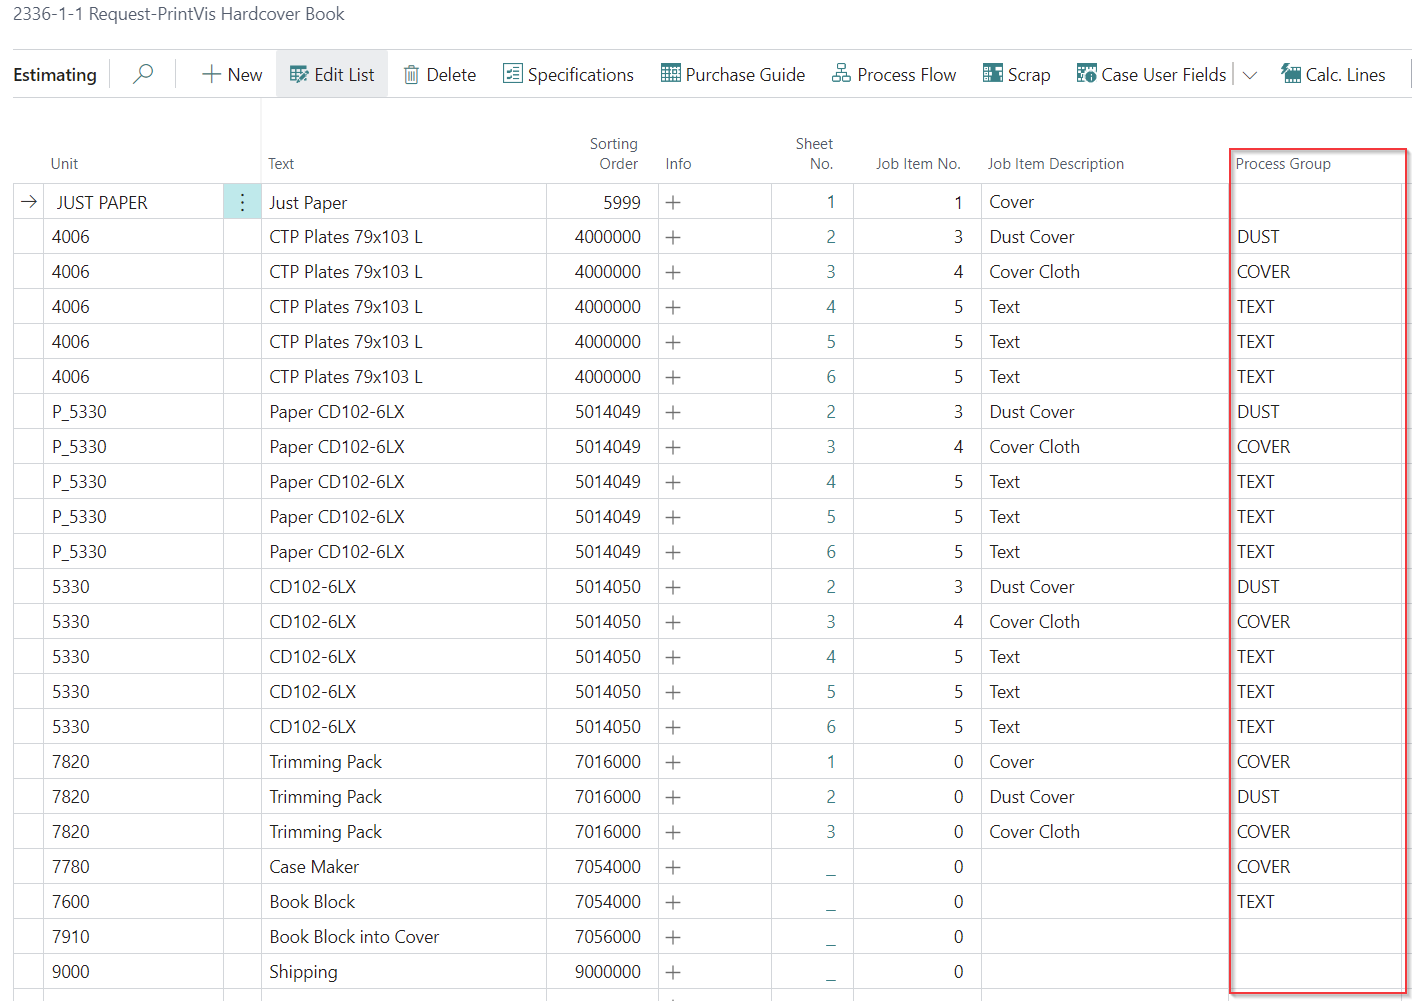 2336-1-1 Request-PrintVis Hardcover Book
Estimating New Edit List Delete Specifications Purchase Guide Process Flow Scrap Case User Fields Calc. Lines
Unit Text Sorting Order Info Sheet No. Job Item No. Job Item Description Process Group
JUST PAPER Just Paper 5999 1 1 Cover
4006 CTP Plates 79x103 L 4000000 2 3 Dust Cover DUST
4006 CTP Plates 79x103 L 4000000 3 4 Cover Cloth COVER
4006 CTP Plates 79x103 L 4000000 4 5 Text TEXT
4006 CTP Plates 79x103 L 4000000 5 5 Text TEXT
4006 CTP Plates 79x103 L 4000000 6 5 Text TEXT
P_5330 Paper CD102-6LX 5014049 2 3 Dust Cover DUST
P_5330 Paper CD102-6LX 5014049 3 4 Cover Cloth COVER
P_5330 Paper CD102-6LX 5014049 4 5 Text TEXT
P_5330 Paper CD102-6LX 5014049 5 5 Text TEXT
P_5330 Paper CD102-6LX 5014049 6 5 Text TEXT
5330 CD102-6LX 5014050 2 3 Dust Cover DUST
5330 CD102-6LX 5014050 3 4 Cover Cloth COVER
5330 CD102-6LX 5014050 4 5 Text TEXT
5330 CD102-6LX 5014050 5 5 Text TEXT
5330 CD102-6LX 5014050 6 5 Text TEXT
7820 Trimming Pack 7016000 1 0 Cover COVER
7820 Trimming Pack 7016000 2 0 Dust Cover DUST
7820 Trimming Pack 7016000 3 0 Cover Cloth COVER
7780 Case Maker 7054000 _ 0 COVER
7600 Book Block 7054000 _ 0 TEXT
7910 Book Block into Cover 7056000 _ 0
9000 Shipping 9000000 _ 0